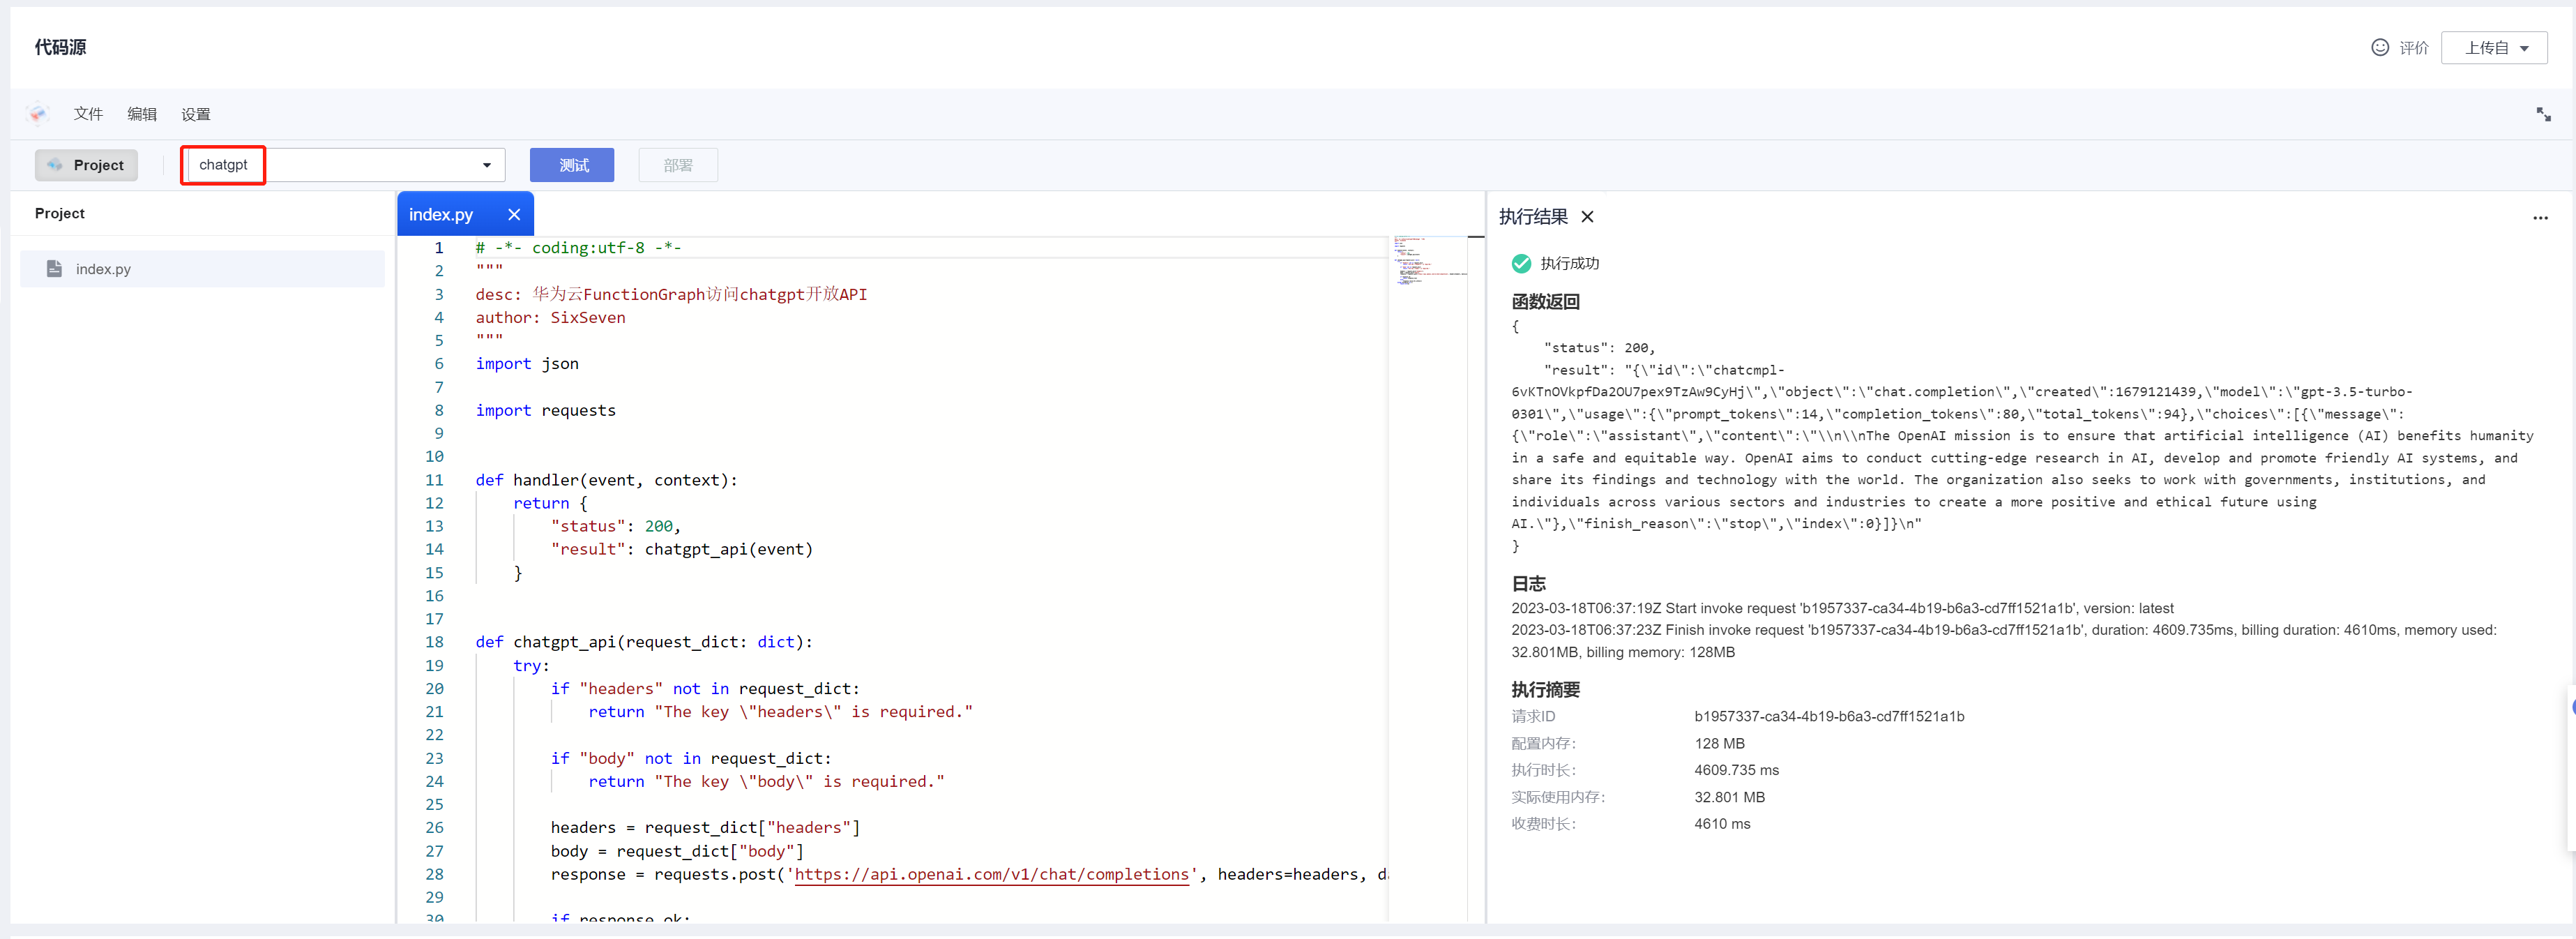 代码源
评价
上传自
文件 编辑 设置
Project
chatgpt
测试
部署
Project
index.py
index.py
1 # -*- coding:utf-8 -*-
2 """
3 desc: 华为云FunctionGraph访问chatgpt开放API
4 author: SixSeven
5 """
6 import json
7
8 import requests
9
10
11 def handler(event, context):
12 return {
13 "status": 200,
14 "result": chatgpt_api(event)
15 }
16
17
18 def chatgpt_api(request_dict: dict):
19 try:
20 if "headers" not in request_dict:
21 return "The key \"headers\" is required."
22
23 if "body" not in request_dict:
24 return "The key \"body\" is required."
25
26 headers = request_dict["headers"]
27 body = request_dict["body"]
28 response = requests.post('https://api.openai.com/v1/chat/completions', headers=headers,
29
30 if response.ok:
执行结果
执行成功
函数返回
{
"status": 200,
"result": "{\"id\":\"chatcmpl-
6vKTnOVkpfDa2OU7pex9TzAw9CyHj\",\"object\":\"chat.completion\",\"created\":1679121439,\"model\":\"gpt-3.5-turbo-
0301\",\"usage\":{\"prompt_tokens\":14,\"completion_tokens\":80,\"total_tokens\":94},\"choices\":[{\"message\":
{\"role\":\"assistant\",\"content\":\"\\n\\nThe OpenAI mission is to ensure that artificial intelligence (AI) benefits humanity
in a safe and equitable way. OpenAI aims to conduct cutting-edge research in AI, develop and promote friendly AI systems, and
share its findings and technology with the world. The organization also seeks to work with governments, institutions, and
individuals across various sectors and industries to create a more positive and ethical future using
AI.\"},\"finish_reason\":\"stop\",\"index\":0}]}\n"
}
日志
2023-03-18T06:37:19Z Start invoke request 'b1957337-ca34-4b19-b6a3-cd7ff1521a1b', version: latest
2023-03-18T06:37:23Z Finish invoke request 'b1957337-ca34-4b19-b6a3-cd7ff1521a1b', duration: 4609.735ms, billing duration: 4610ms, memory used:
32.801MB, billing memory: 128MB
执行摘要
请求ID b1957337-ca34-4b19-b6a3-cd7ff1521a1b
配置内存: 128 MB
执行时长: 4609.735 ms
实际使用内存: 32.801 MB
收费时长: 4610 ms